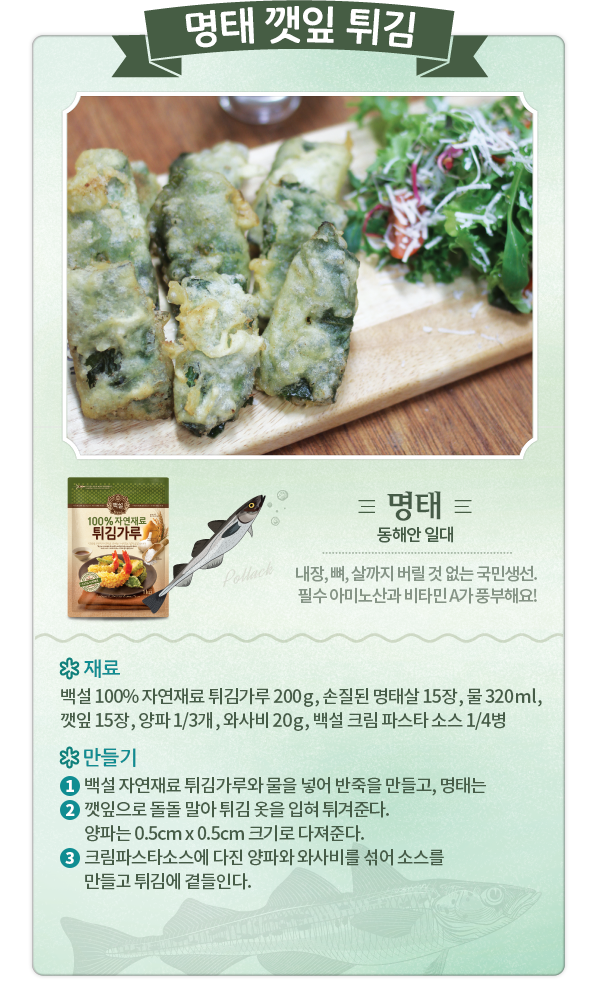 명태 깻잎 튀김
백설
100% 자연재료
튀김가루
Pollack
명태
동해안 일대
내장, 뼈, 살까지 버릴 것 없는 국민생선.
필수 아미노산과 비타민 A가 풍부해요!
재료
백설 100% 자연재료 튀김가루 200g, 손질된 명태살 15장, 물 320ml,
깻잎 15장, 양파 1/3개, 와사비 20g, 백설 크림 파스타 소스 1/4병
만들기
1 백설 자연재료 튀김가루와 물을 넣어 반죽을 만들고, 명태는
2 깻잎으로 돌돌 말아 튀김 옷을 입혀 튀겨준다.
양파는 0.5cm x 0.5cm 크기로 다져준다.
3 크림파스타소스에 다진 양파와 와사비를 섞어 소스를
만들고 튀김에 곁들인다.